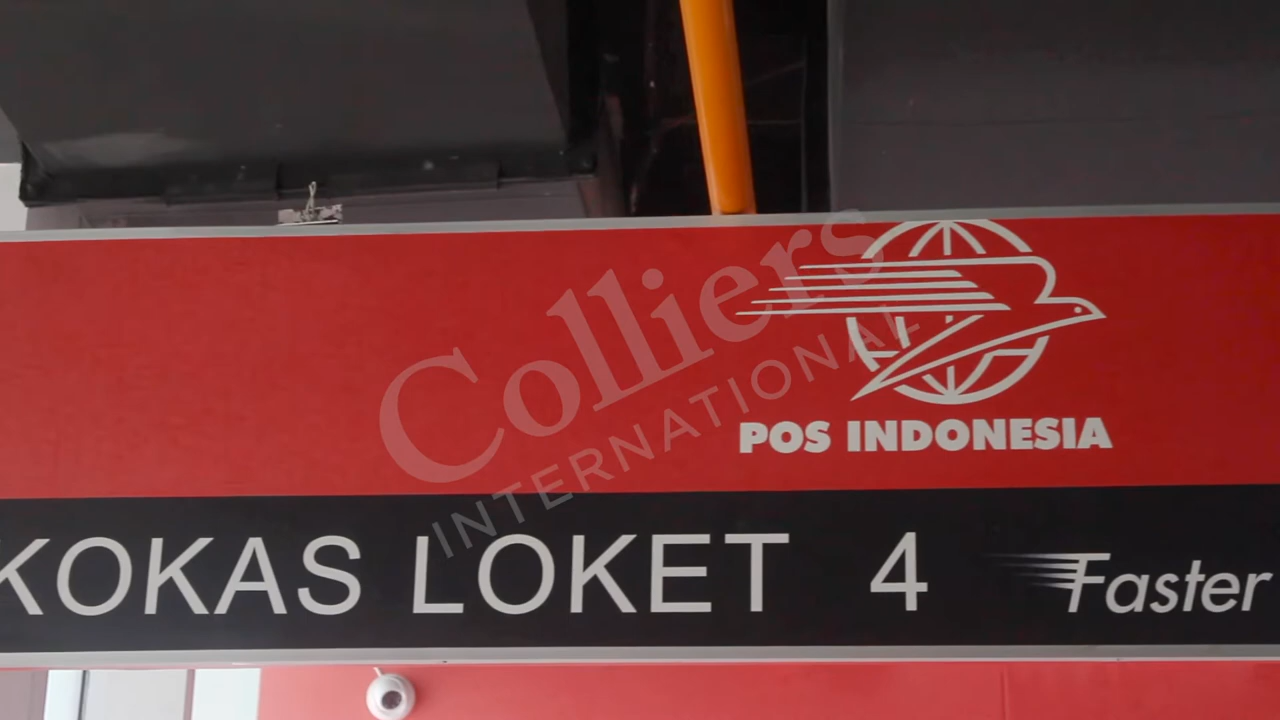 Colliers
INTERNATIONAL
POS INDONESIA
KOKAS LOKET 4 Faster